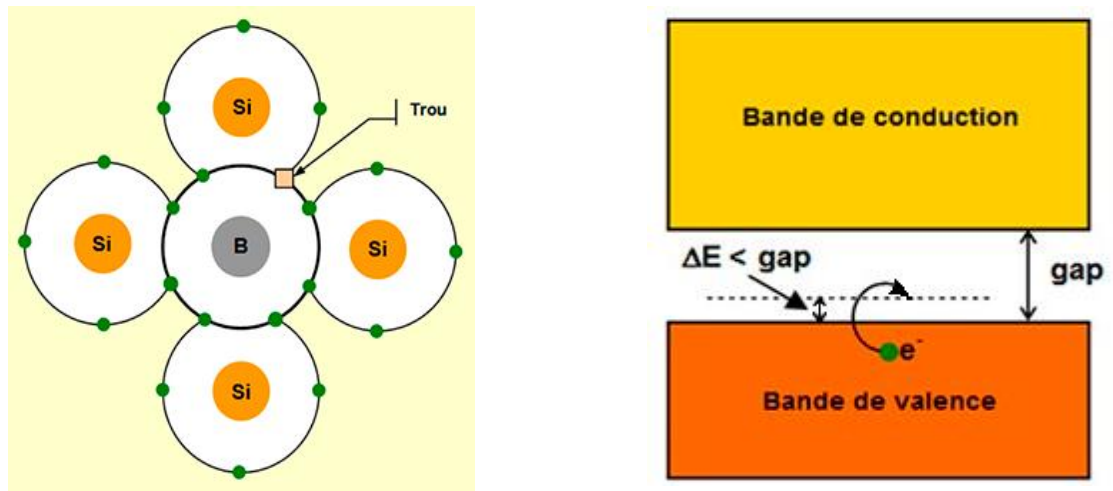 Si
Trou
Si
B
Si
Si
Bande de conduction
ΔE < gap
gap
e⁻
Bande de valence